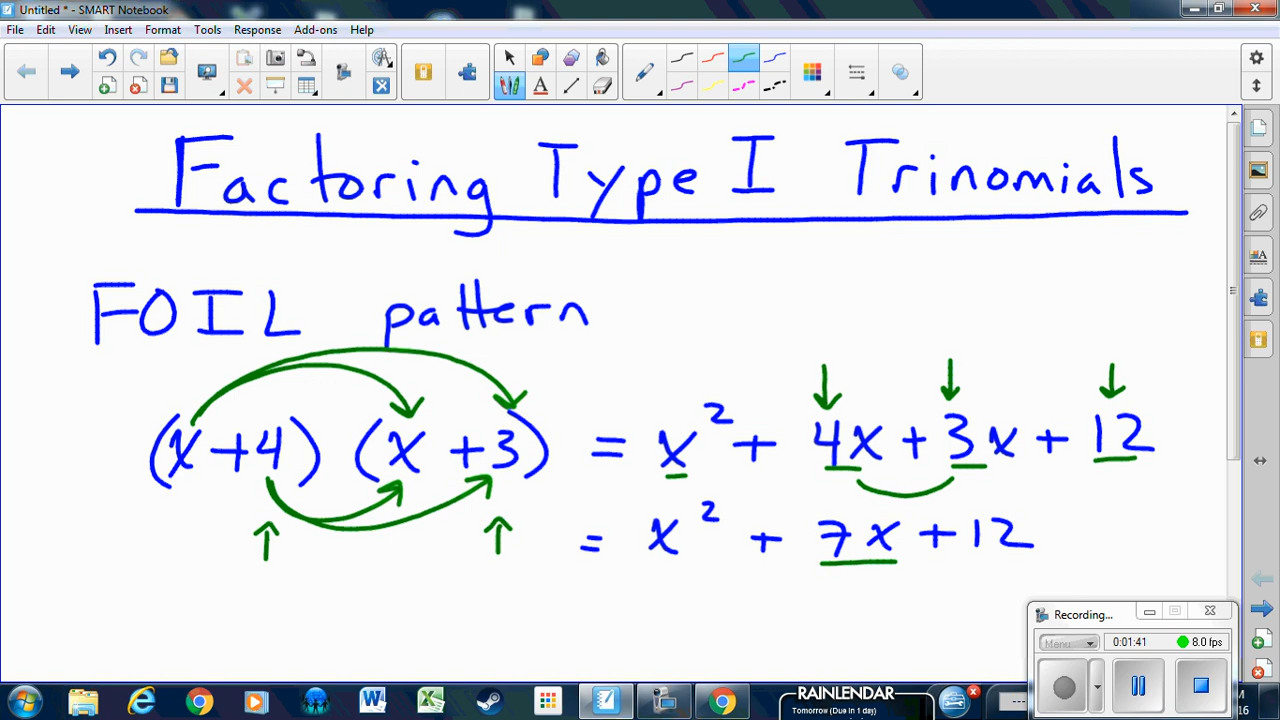 Untitled * - SMART Notebook
File Edit View Insert Format Tools Response Add-ons Help
Factoring Type I Trinomials
FOIL pattern
(x+4) (x +3) = x² + 4x + 3x + 12
= x² + 7x + 12
Recording...
Menu 0:01:41 8.0 fps
RAINLENDAR
Tomorrow (Due in 1 day)